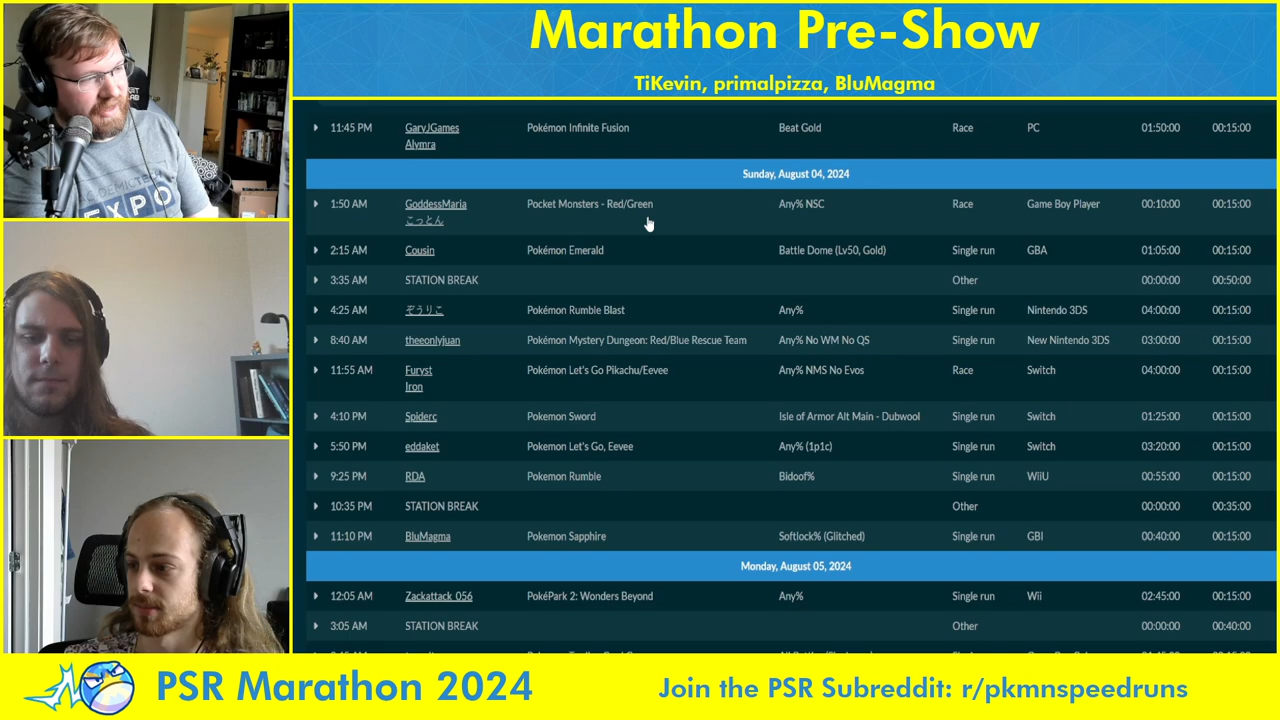 Marathon Pre-Show
TiKevin, primalpizza, BluMagma
11:45 PM GaryJGames Pokémon Infinite Fusion Beat Gold Race PC 01:50:00 00:15:00
Alymra
Sunday, August 04, 2024
1:50 AM GoddessMaria Pocket Monsters - Red/Green Any% NSC Race Game Boy Player 00:10:00 00:15:00
こっとん
2:15 AM Cousin Pokémon Emerald Battle Dome (Lv50, Gold) Single run GBA 01:05:00 00:15:00
3:35 AM STATION BREAK Other 00:00:00 00:50:00
4:25 AM ぞうりこ Pokémon Rumble Blast Any% Single run Nintendo 3DS 04:00:00 00:15:00
8:40 AM theeonlyjuan Pokémon Mystery Dungeon: Red/Blue Rescue Team Any% No WM No QS Single run New Nintendo 3DS 03:00:00 00:15:00
11:55 AM Furyst Pokémon Let's Go Pikachu/Eevee Any% NMS No Evos Race Switch 04:00:00 00:15:00
Iron
4:10 PM Spiderc Pokemon Sword Isle of Armor Alt Main - Dubwool Single run Switch 01:25:00 00:15:00
5:50 PM eddaket Pokemon Let's Go, Eevee Any% (1p1c) Single run Switch 03:20:00 00:15:00
9:25 PM RDA Pokemon Rumble Bidoof% Single run WiiU 00:55:00 00:15:00
10:35 PM STATION BREAK Other 00:00:00 00:35:00
11:10 PM BluMagma Pokemon Sapphire Softlock% (Glitched) Single run GBI 00:40:00 00:15:00
Monday, August 05, 2024
12:05 AM Zackattack_056 PokéPark 2: Wonders Beyond Any% Single run Wii 02:45:00 00:15:00
3:05 AM STATION BREAK Other 00:00:00 00:40:00
EXPO
PSR Marathon 2024
Join the PSR Subreddit: r/pkmnspeedruns